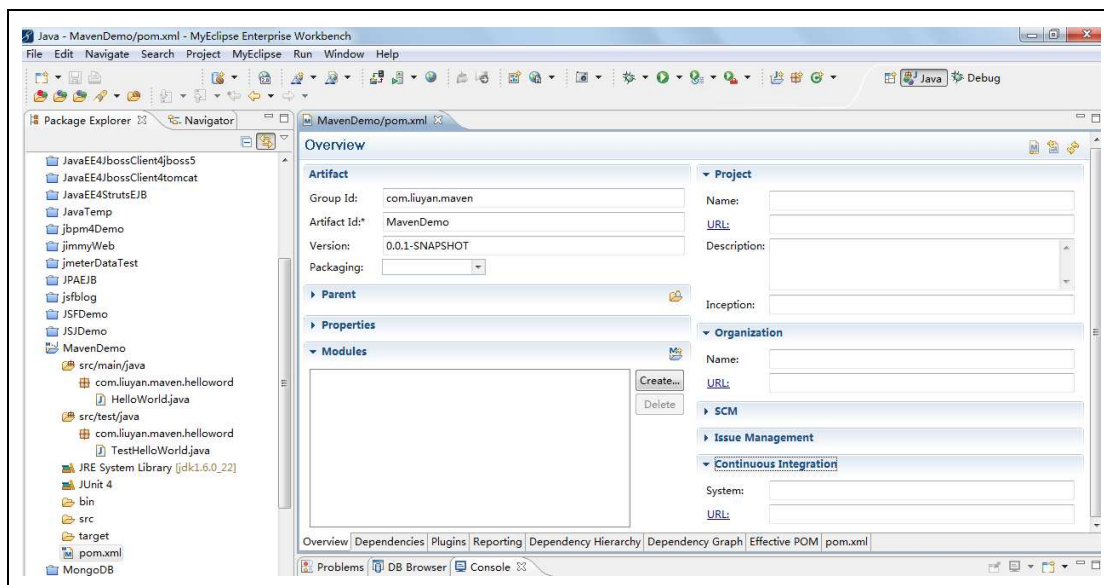 Java - MavenDemo/pom.xml - MyEclipse Enterprise Workbench
File Edit Navigate Search Project MyEclipse Run Window Help
Java Debug
Package Explorer Navigator
MavenDemo/pom.xml
JavaEE4JbossClient4jboss5
JavaEE4JbossClient4tomcat
JavaEE4StrutsEJB
JavaTemp
jbpm4Demo
jimmyWeb
jmeterDataTest
JPAEJB
jsfblog
JSFDemo
JSJDemo
MavenDemo
src/main/java
com.liuyan.maven.helloword
HelloWorld.java
src/test/java
com.liuyan.maven.helloword
TestHelloWorld.java
JRE System Library [jdk1.6.0_22]
JUnit 4
bin
src
target
pom.xml
MongoDB
Overview
Artifact
Group Id: com.liuyan.maven
Artifact Id:* MavenDemo
Version: 0.0.1-SNAPSHOT
Packaging:
Parent
Properties
Modules
Create...
Delete
Project
Name:
URL:
Description:
Inception:
Organization
Name:
URL:
SCM
Issue Management
Continuous Integration
System:
URL:
Overview Dependencies Plugins Reporting Dependency Hierarchy Dependency Graph Effective POM pom.xml
Problems DB Browser Console